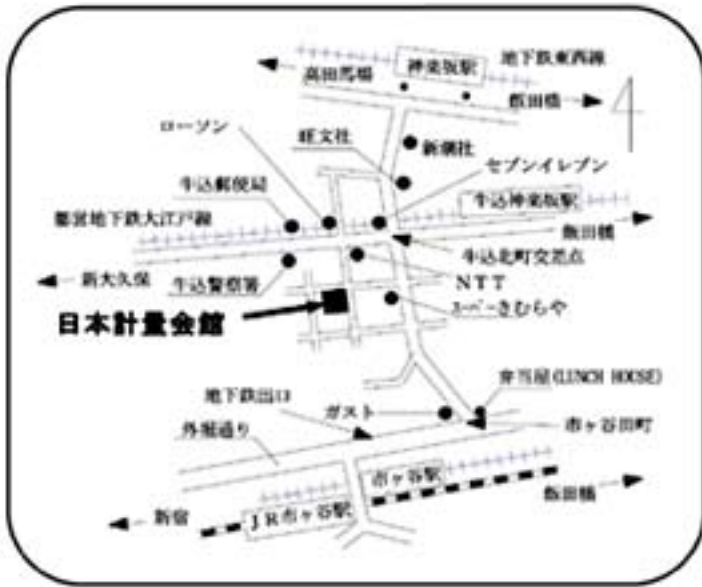 地下鉄東西線
神楽坂駅
高田馬場
飯田橋
ローソン
旺文社
新潮社
セブンイレブン
牛込郵便局
牛込神楽坂駅
都営地下鉄大江戸線
飯田橋
牛込北町交差点
新大久保
牛込警察署
NTT
スーパーきむらや
日本計量会館
弁当屋(LUNCH HOUSE)
地下鉄出口
ガスト
外堀通り
市ヶ谷田町
市ヶ谷駅
飯田橋
新宿
JR市ヶ谷駅